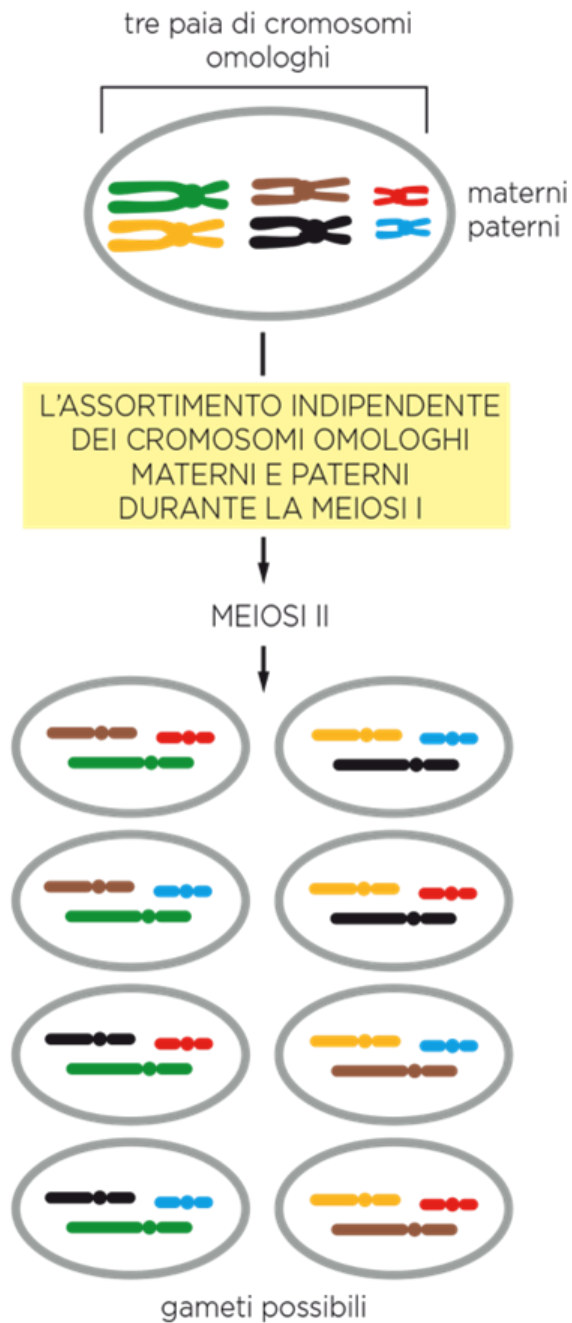 tre paia di cromosomi
omologhi
materni
paterni
L'ASSORTIMENTO INDIPENDENTE
DEI CROMOSOMI OMOLOGHI
MATERNI E PATERNI
DURANTE LA MEIOSI I
MEIOSI II
gameti possibili